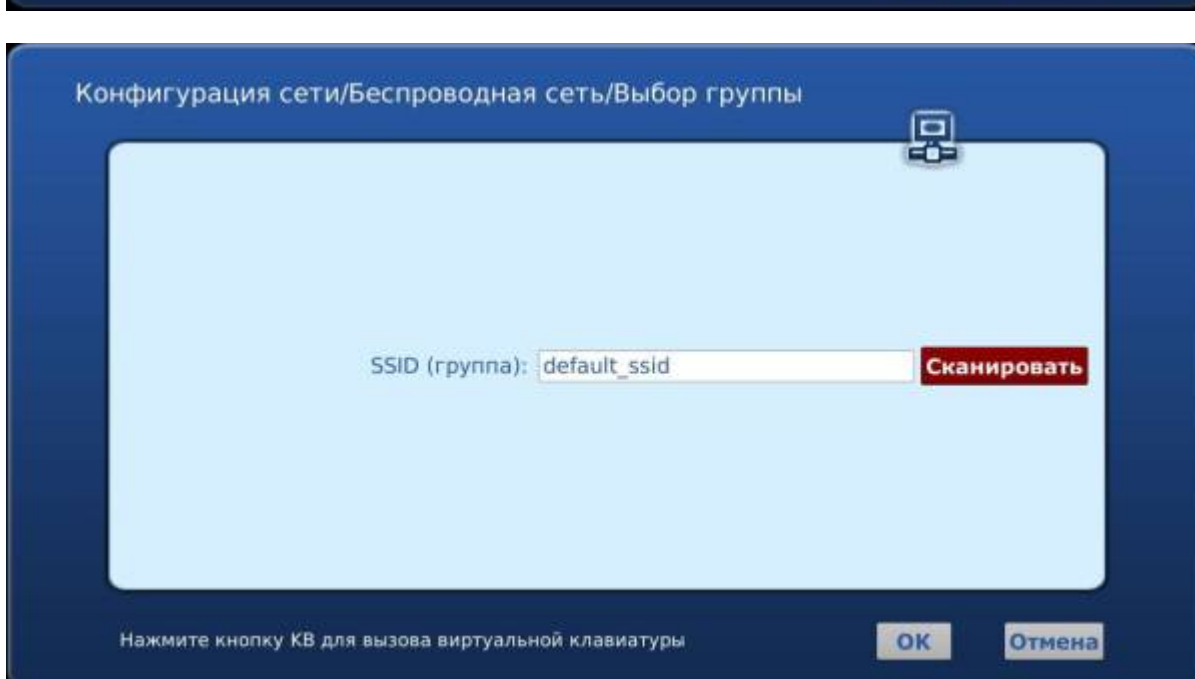 Конфигурация сети/Беспроводная сеть/Выбор группы
SSID (группа): default_ssid Сканировать
Нажмите кнопку КВ для вызова виртуальной клавиатуры OK Отмена